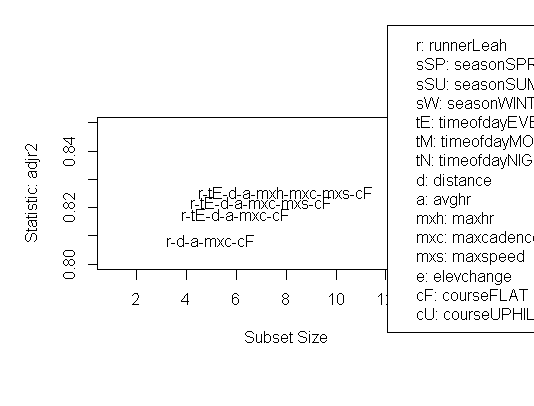 r: runnerLeah
sSP: seasonSPR
sSU: seasonSUM
sW: seasonWINT
tE: timeofdayEVE
tM: timeofdayMO
tN: timeofdayNIG
d: distance
a: avghr
mxh: maxhr
mxc: maxcadence
mxs: maxspeed
e: elevchange
cF: courseFLAT
cU: courseUPHIL
Statistic: adjr2
0.84
0.82
0.80
r-tE-d-a-mxh-mxc-mxs-cF
r-tE-d-a-mxc-mxs-cF
r-tE-d-a-mxc-cF
r-d-a-mxc-cF
2 4 6 8 10
Subset Size